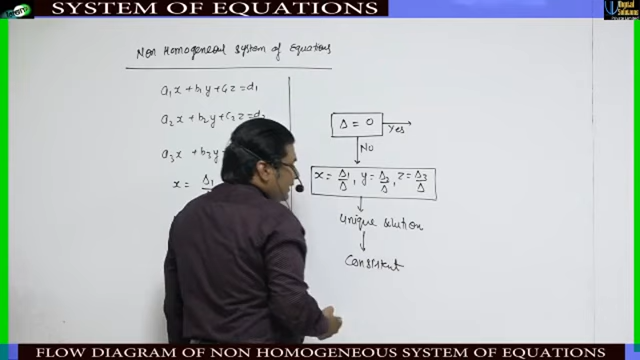 SYSTEM OF EQUATIONS
Non Homogeneous System of Equations
a₁x + b₁y + c₁z = d₁
a₂x + b₂y + c₂z = d₂
a₃x + b₃y
x = Δ₁
Δ = 0
Yes
No
x = Δ₁/Δ, y = Δ₂/Δ, z = Δ₃/Δ
Unique solution
Consistent
FLOW DIAGRAM OF NON HOMOGENEOUS SYSTEM OF EQUATIONS